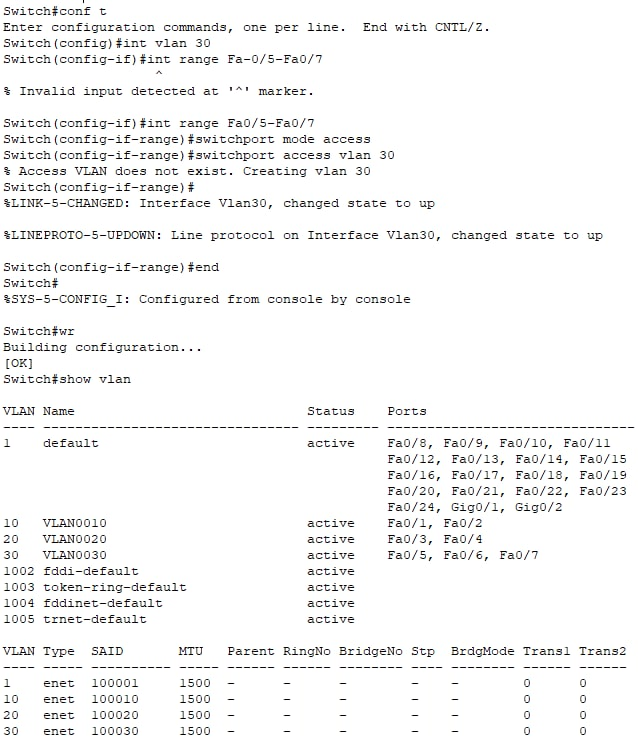 Switch#conf t
Enter configuration commands, one per line.  End with CNTL/Z.
Switch(config)#int vlan 30
Switch(config-if)#int range Fa-0/5-Fa0/7
                   ^
% Invalid input detected at '^' marker.
Switch(config-if)#int range Fa0/5-Fa0/7
Switch(config-if-range)#switchport mode access
Switch(config-if-range)#switchport access vlan 30
% Access VLAN does not exist. Creating vlan 30
Switch(config-if-range)#
%LINK-5-CHANGED: Interface Vlan30, changed state to up
%LINEPROTO-5-UPDOWN: Line protocol on Interface Vlan30, changed state to up
Switch(config-if-range)#end
Switch#
%SYS-5-CONFIG_I: Configured from console by console
Switch#wr
Building configuration...
[OK]
Switch#show vlan
VLAN Name                             Status    Ports
---- -------------------------------- --------- -------------------------------
1    default                          active    Fa0/8, Fa0/9, Fa0/10, Fa0/11
                                                Fa0/12, Fa0/13, Fa0/14, Fa0/15
                                                Fa0/16, Fa0/17, Fa0/18, Fa0/19
                                                Fa0/20, Fa0/21, Fa0/22, Fa0/23
                                                Fa0/24, Gig0/1, Gig0/2
10   VLAN0010                         active    Fa0/1, Fa0/2
20   VLAN0020                         active    Fa0/3, Fa0/4
30   VLAN0030                         active    Fa0/5, Fa0/6, Fa0/7
1002 fddi-default                     active
1003 token-ring-default               active
1004 fddinet-default                  active
1005 trnet-default                    active
VLAN Type  SAID       MTU   Parent RingNo BridgeNo Stp  BrdgMode Trans1 Trans2
---- ----- ---------- ----- ------ ------ -------- ---- -------- ------ ------
1    enet  100001     1500  -      -      -        -    -        0      0
10   enet  100010     1500  -      -      -        -    -        0      0
20   enet  100020     1500  -      -      -        -    -        0      0
30   enet  100030     1500  -      -      -        -    -        0      0